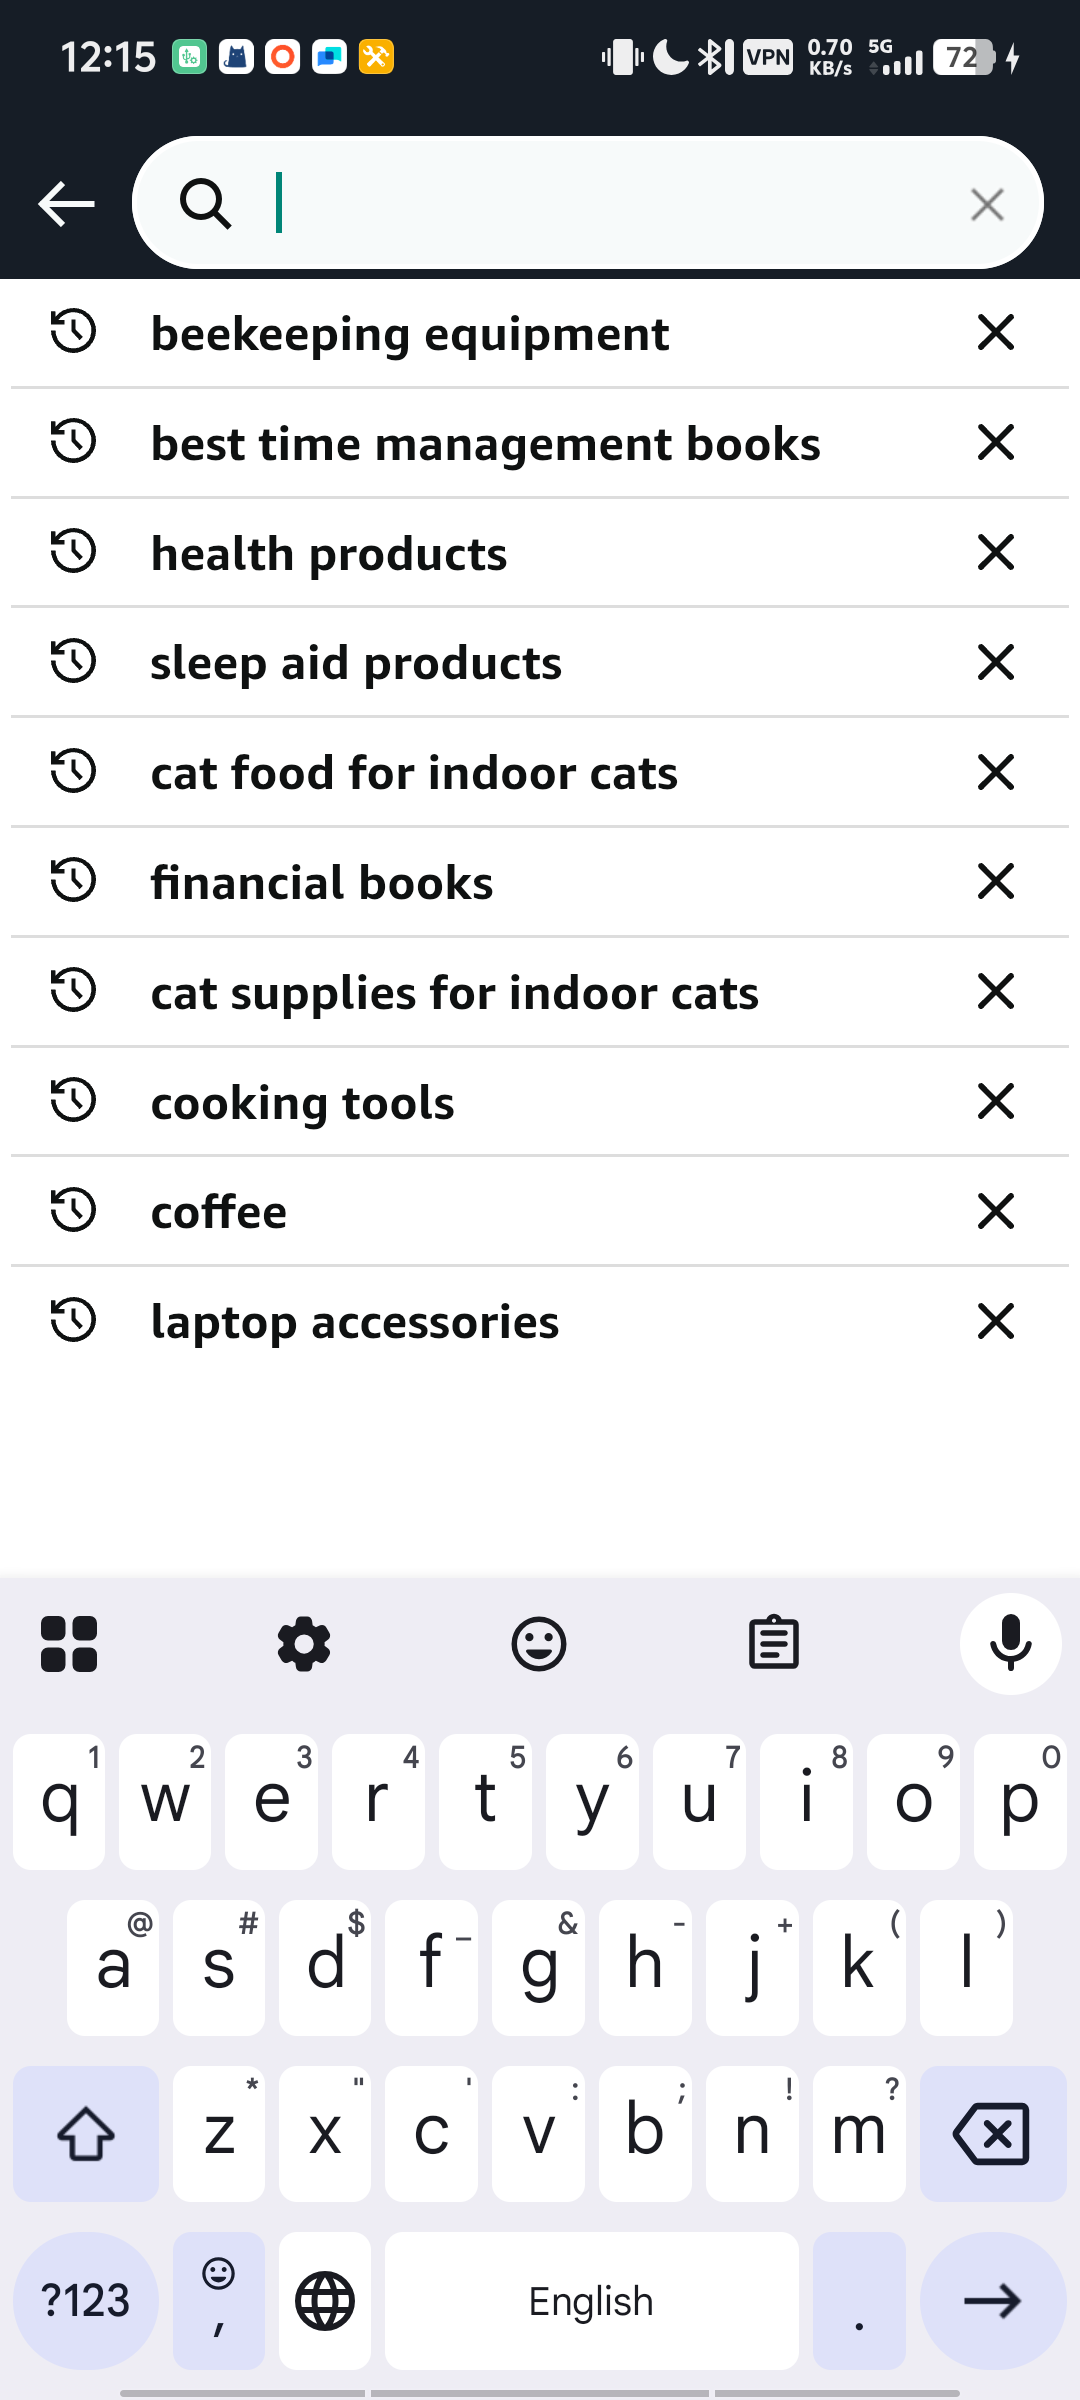 12:15 VPN 0.70 KB/s 5G 72
beekeeping equipment
best time management books
health products
sleep aid products
cat food for indoor cats
financial books
cat supplies for indoor cats
cooking tools
coffee
laptop accessories
1 2 3 4 5 6 7 8 9 0
q w e r t y u i o p
@ # $ _ & - + ( )
a s d f g h j k l
* " ' : ; ! ?
z x c v b n m
?123 , English .